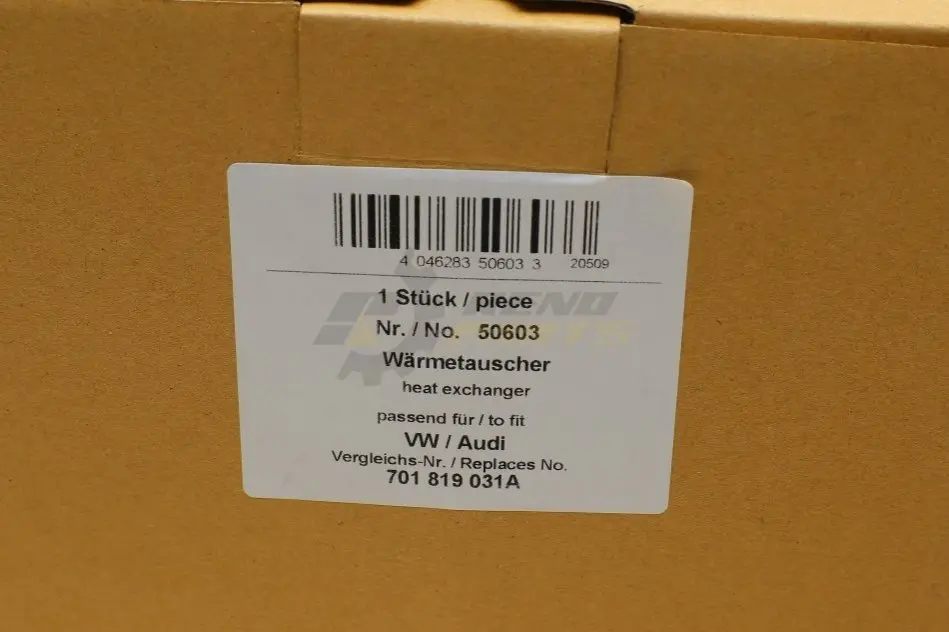 4 046283 50603 3 20509
1 Stück / piece
Nr. / No. 50603
Wärmetauscher
heat exchanger
passend für / to fit
VW / Audi
Vergleichs-Nr. / Replaces No.
701 819 031A